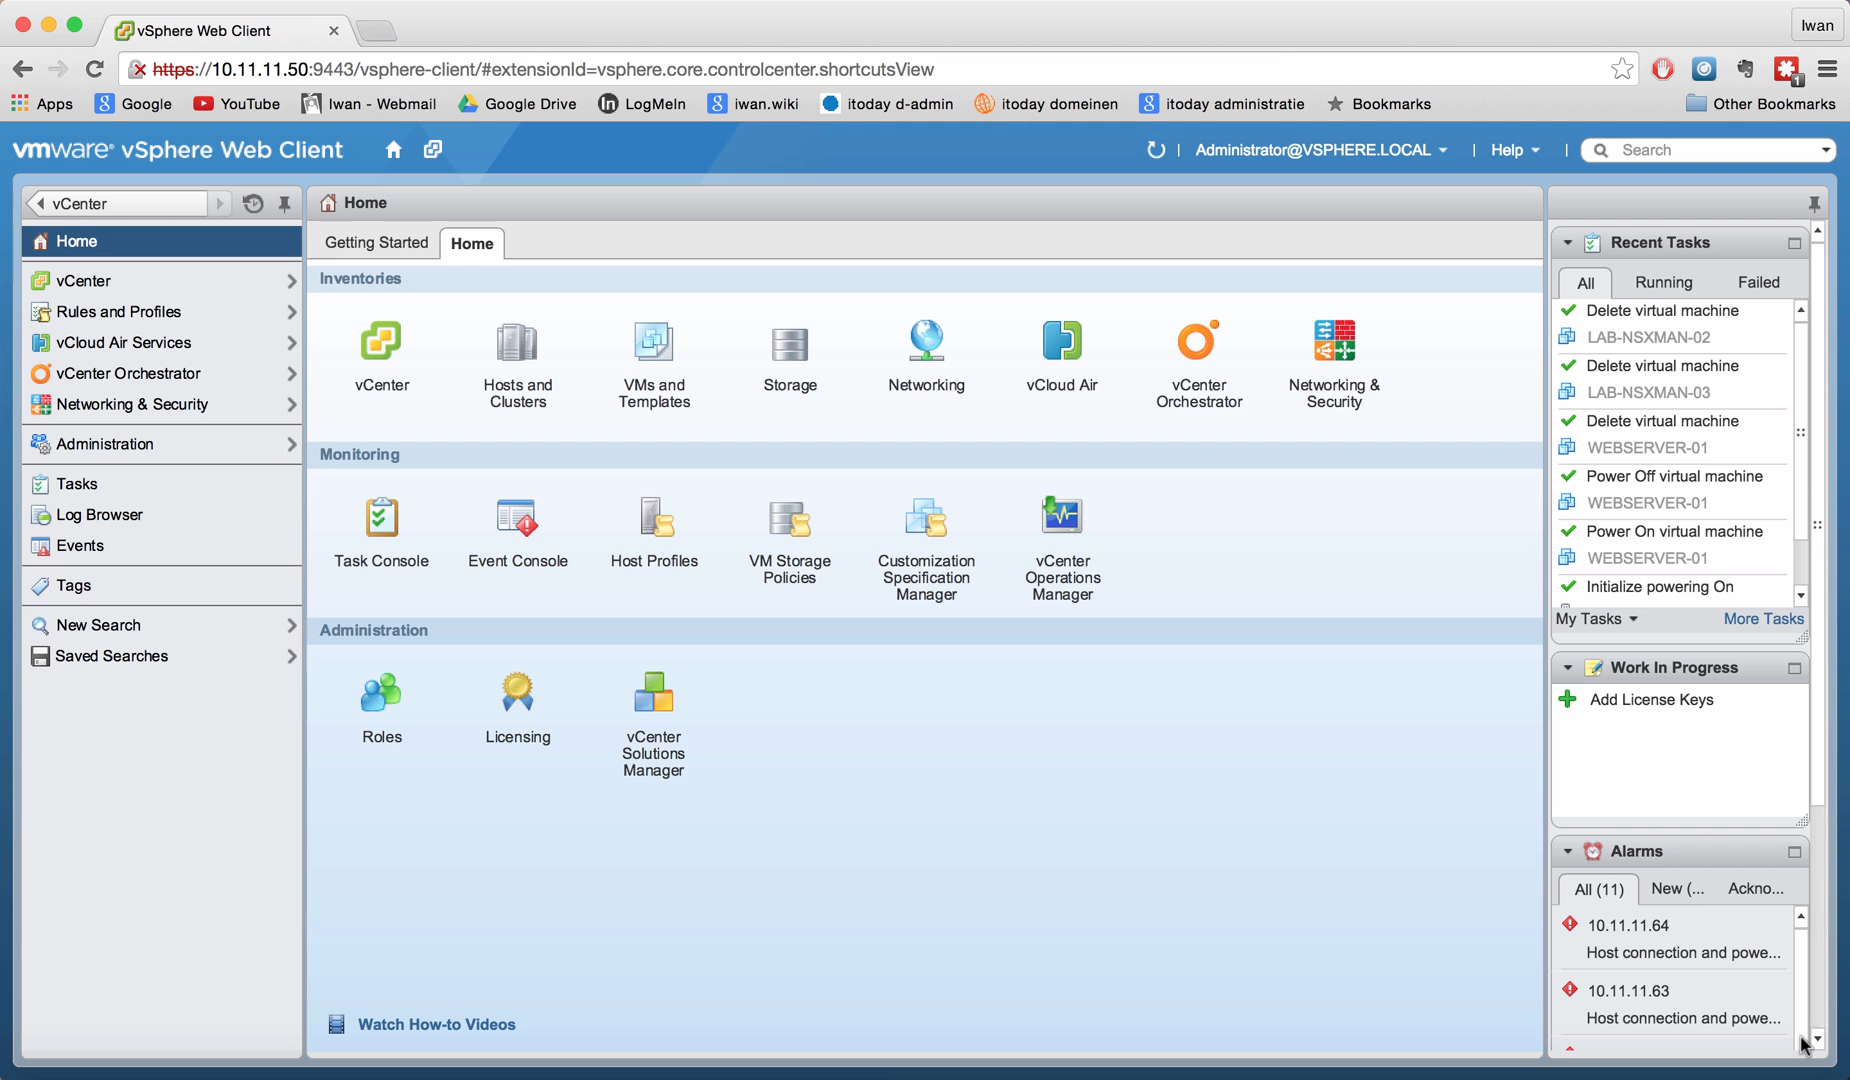 vSphere Web Client
Iwan
https://10.11.11.50:9443/vsphere-client/#extensionId=vsphere.core.controlcenter.shortcutsView
1
Apps
Google
YouTube
Iwan - Webmail
Google Drive
LogMeIn
iwan.wiki
itoday d-admin
itoday domeinen
itoday administratie
Bookmarks
Other Bookmarks
vmware® vSphere Web Client
Administrator@VSPHERE.LOCAL
Help
Search
vCenter
Home
vCenter
Rules and Profiles
vCloud Air Services
vCenter Orchestrator
Networking & Security
Administration
Tasks
Log Browser
Events
Tags
New Search
Saved Searches
Home
Getting Started
Home
Inventories
vCenter
Hosts and
Clusters
VMs and
Templates
Storage
Networking
vCloud Air
vCenter
Orchestrator
Networking &
Security
Monitoring
Task Console
Event Console
Host Profiles
VM Storage
Policies
Customization
Specification
Manager
vCenter
Operations
Manager
Administration
Roles
Licensing
vCenter
Solutions
Manager
Watch How-to Videos
Recent Tasks
All
Running
Failed
Delete virtual machine
LAB-NSXMAN-02
Delete virtual machine
LAB-NSXMAN-03
Delete virtual machine
WEBSERVER-01
Power Off virtual machine
WEBSERVER-01
Power On virtual machine
WEBSERVER-01
Initialize powering On
My Tasks
More Tasks
Work In Progress
Add License Keys
Alarms
All (11)
New (...
Ackno...
10.11.11.64
Host connection and powe...
10.11.11.63
Host connection and powe...